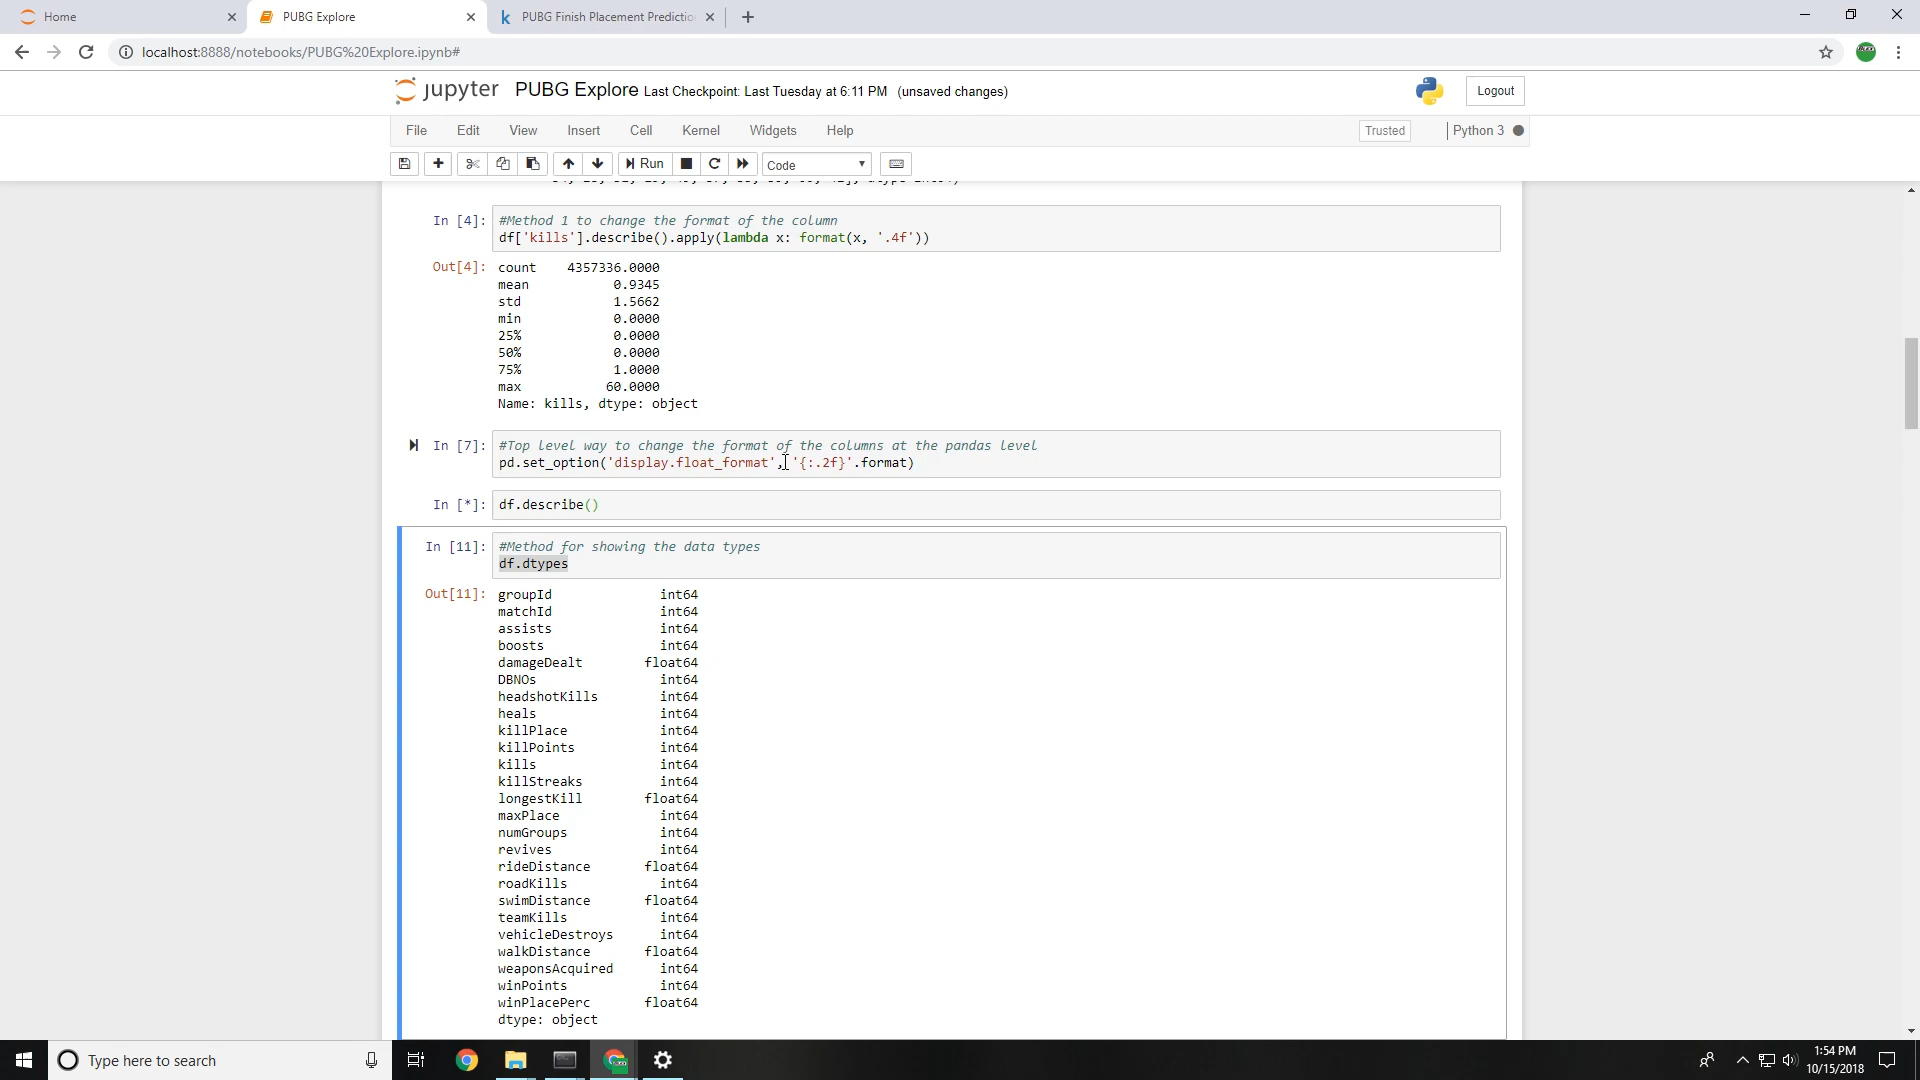 Home
PUBG Explore
PUBG Finish Placement Predictio
localhost:8888/notebooks/PUBG%20Explore.ipynb#
jupyter PUBG Explore Last Checkpoint: Last Tuesday at 6:11 PM (unsaved changes)
Logout
File Edit View Insert Cell Kernel Widgets Help
Trusted Python 3
Run Code
In [4]: #Method 1 to change the format of the column
df['kills'].describe().apply(lambda x: format(x, '.4f'))
Out[4]: count 4357336.0000
mean 0.9345
std 1.5662
min 0.0000
25% 0.0000
50% 0.0000
75% 1.0000
max 60.0000
Name: kills, dtype: object
In [7]: #Top level way to change the format of the columns at the pandas level
pd.set_option('display.float_format', '{:.2f}'.format)
In [*]: df.describe()
In [11]: #Method for showing the data types
df.dtypes
Out[11]: groupId int64
matchId int64
assists int64
boosts int64
damageDealt float64
DBNOs int64
headshotKills int64
heals int64
killPlace int64
killPoints int64
kills int64
killStreaks int64
longestKill float64
maxPlace int64
numGroups int64
revives int64
rideDistance float64
roadKills int64
swimDistance float64
teamKills int64
vehicleDestroys int64
walkDistance float64
weaponsAcquired int64
winPoints int64
winPlacePerc float64
dtype: object
Type here to search
1:54 PM
10/15/2018